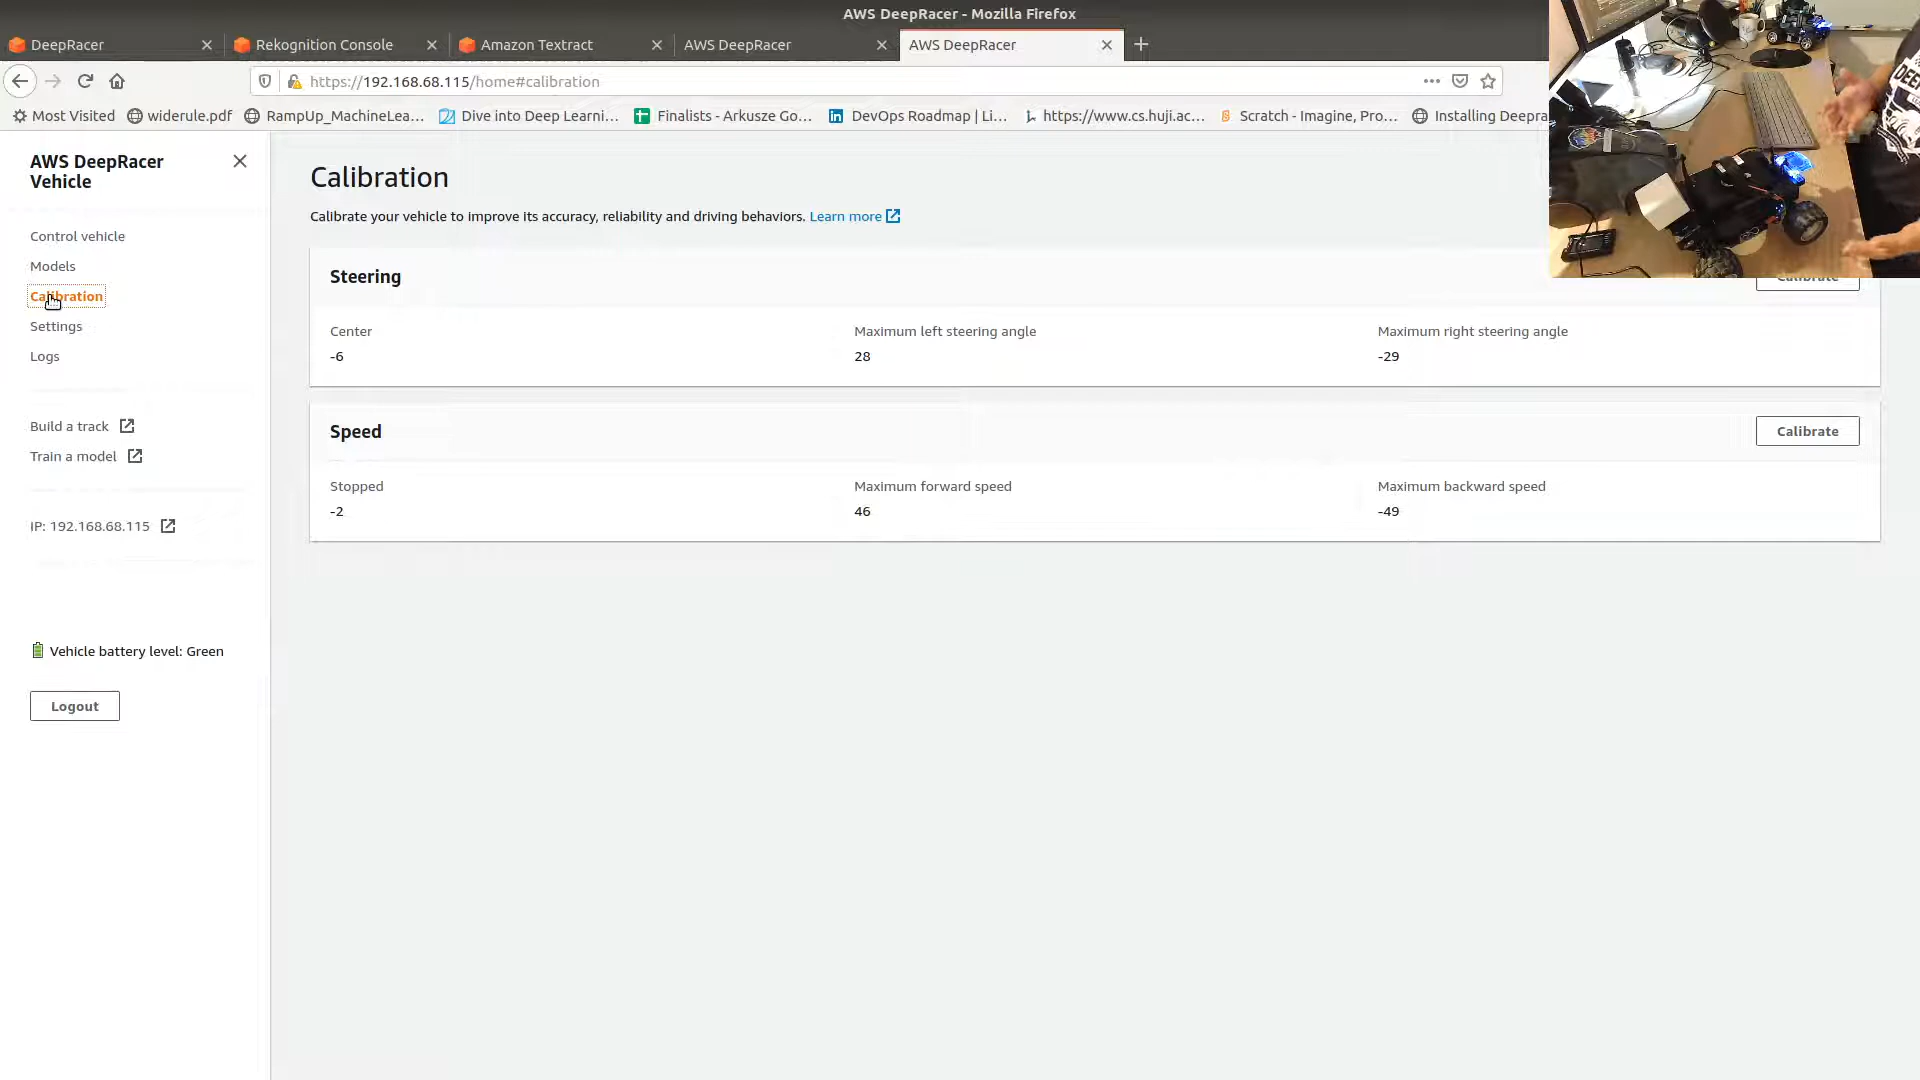 AWS DeepRacer - Mozilla Firefox
DeepRacer
Rekognition Console
Amazon Textract
AWS DeepRacer
AWS DeepRacer
https://192.168.68.115/home#calibration
Most Visited
widerule.pdf
RampUp_MachineLea...
Dive into Deep Learni...
Finalists - Arkusze Go...
DevOps Roadmap | Li...
https://www.cs.huji.ac...
Scratch - Imagine, Pro...
Installing Deepra
AWS DeepRacer
Vehicle
Control vehicle
Models
Calibration
Settings
Logs
Build a track
Train a model
IP: 192.168.68.115
Vehicle battery level: Green
Logout
Calibration
Calibrate your vehicle to improve its accuracy, reliability and driving behaviors. Learn more
Steering
Calibrate
Center
Maximum left steering angle
Maximum right steering angle
-6
28
-29
Speed
Calibrate
Stopped
Maximum forward speed
Maximum backward speed
-2
46
-49